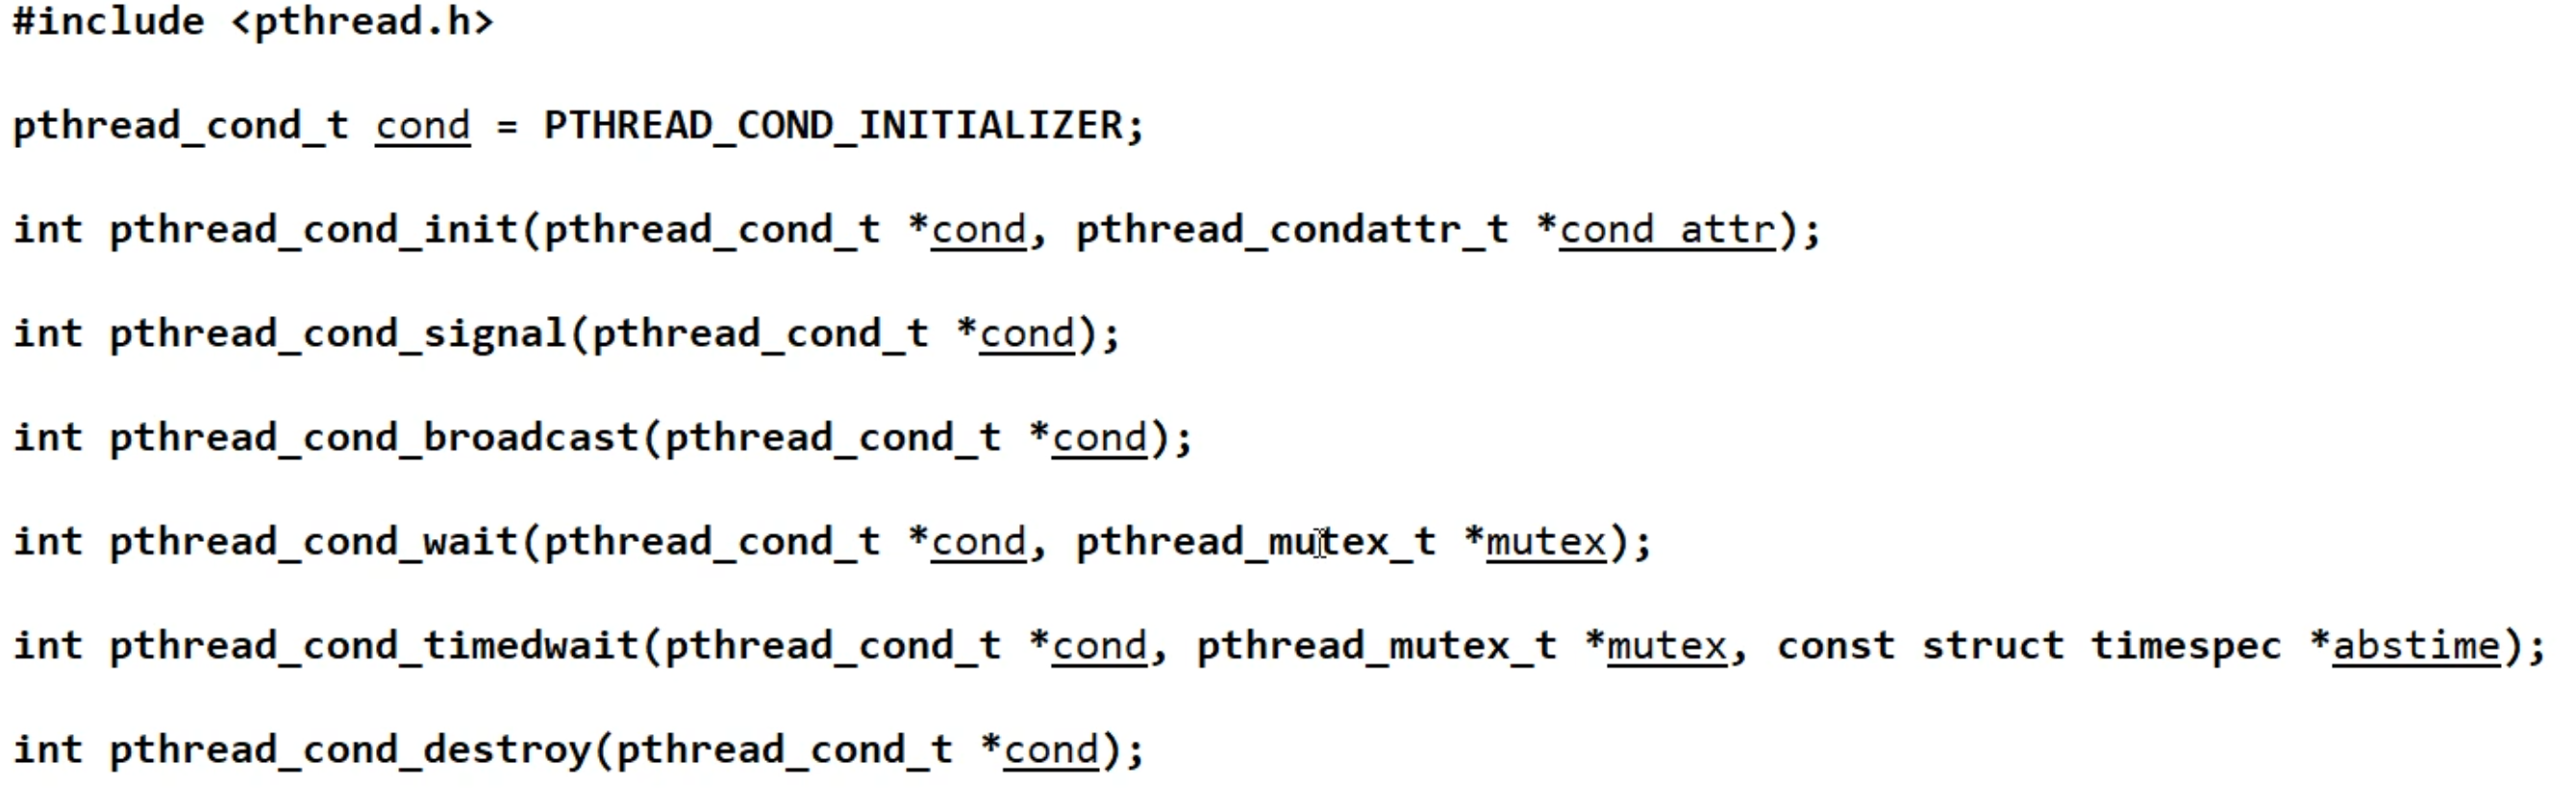 #include <pthread.h>
pthread_cond_t cond = PTHREAD_COND_INITIALIZER;
int pthread_cond_init(pthread_cond_t *cond, pthread_condattr_t *cond_attr);
int pthread_cond_signal(pthread_cond_t *cond);
int pthread_cond_broadcast(pthread_cond_t *cond);
int pthread_cond_wait(pthread_cond_t *cond, pthread_mutex_t *mutex);
int pthread_cond_timedwait(pthread_cond_t *cond, pthread_mutex_t *mutex, const struct timespec *abstime);
int pthread_cond_destroy(pthread_cond_t *cond);